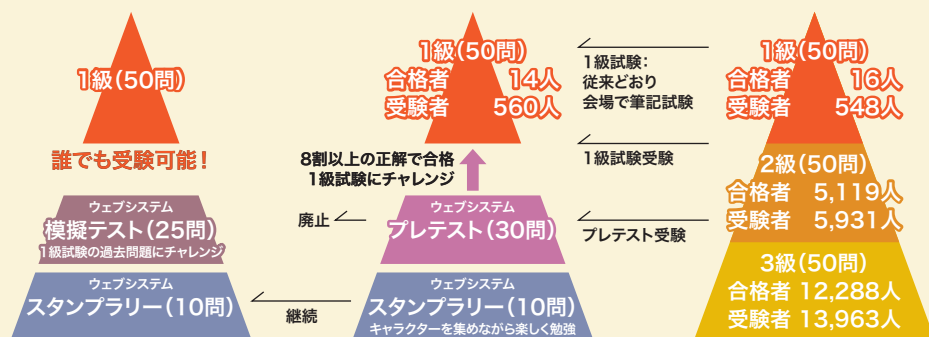 1級(50問)
誰でも受験可能!
ウェブシステム
模擬テスト(25問)
1級試験の過去問題にチャレンジ
ウェブシステム
スタンプラリー(10問)
廃止
継続
1級(50問)
合格者 14人
受験者 560人
8割以上の正解で合格
1級試験にチャレンジ
ウェブシステム
プレテスト(30問)
ウェブシステム
スタンプラリー(10問)
キャラクターを集めながら楽しく勉強
1級試験:
従来どおり
会場で筆記試験
1級試験受験
プレテスト受験
1級(50問)
合格者 16人
受験者 548人
2級(50問)
合格者 5,119人
受験者 5,931人
3級(50問)
合格者 12,288人
受験者 13,963人